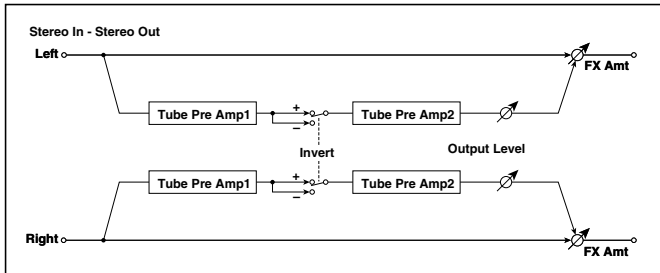 Stereo In - Stereo Out
Left
FX Amt
Tube Pre Amp1
+
−
Tube Pre Amp2
Invert
Output Level
Tube Pre Amp1
+
−
Tube Pre Amp2
Right
FX Amt